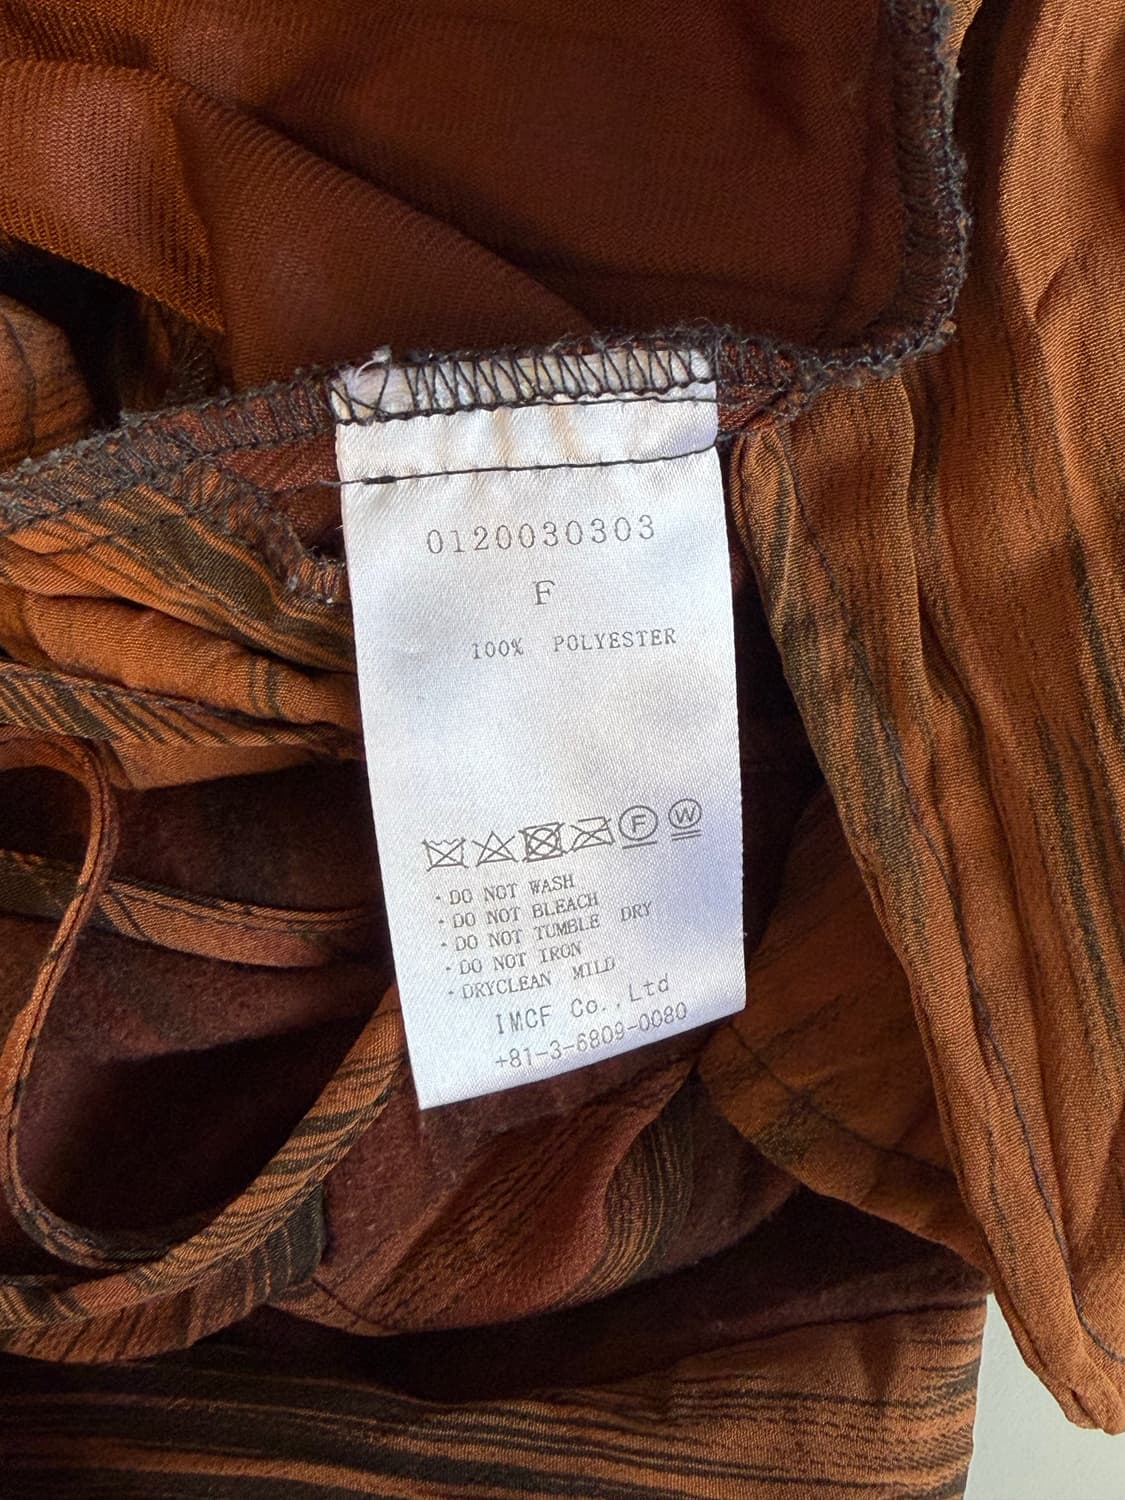 0120030303
F
100% POLYESTER
F W
・DO NOT WASH
・DO NOT BLEACH
・DO NOT TUMBLE DRY
・DO NOT IRON
・DRYCLEAN MILD
IMCF Co.,Ltd
+81-3-6809-0080